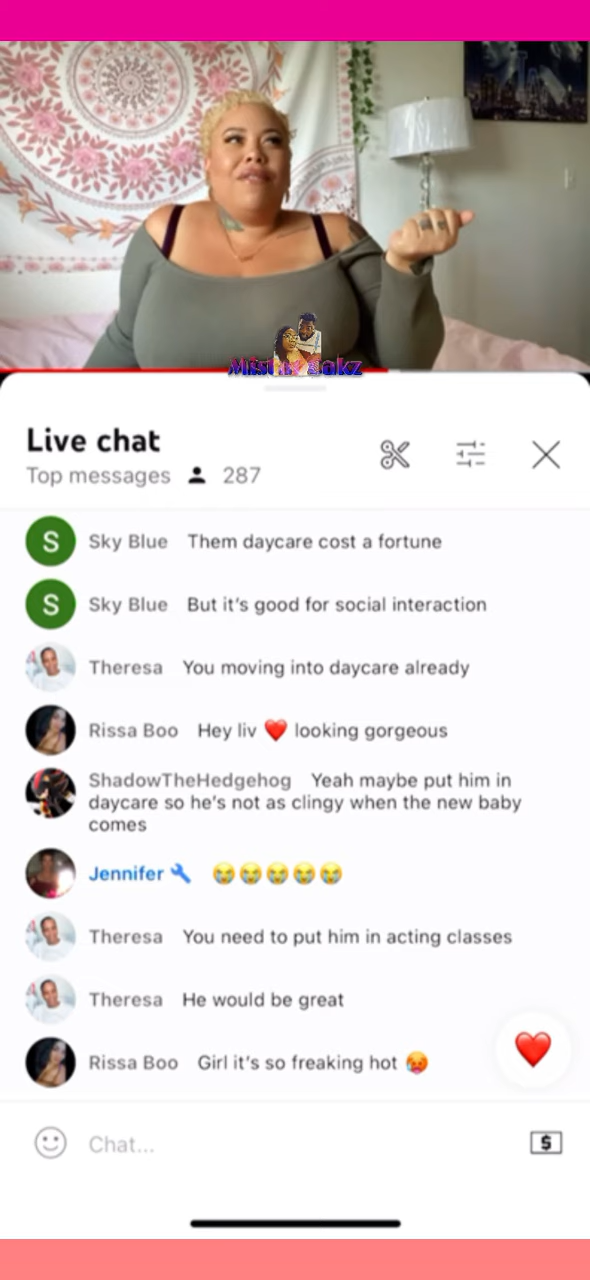 Live chat
Top messages 287
S Sky Blue Them daycare cost a fortune
S Sky Blue But it's good for social interaction
Theresa You moving into daycare already
Rissa Boo Hey liv ❤️ looking gorgeous
ShadowTheHedgehog Yeah maybe put him in
daycare so he's not as clingy when the new baby
comes
Jennifer 🔧 😭😭😭😭😭
Theresa You need to put him in acting classes
Theresa He would be great
Rissa Boo Girl it's so freaking hot 🥵
Chat...
$